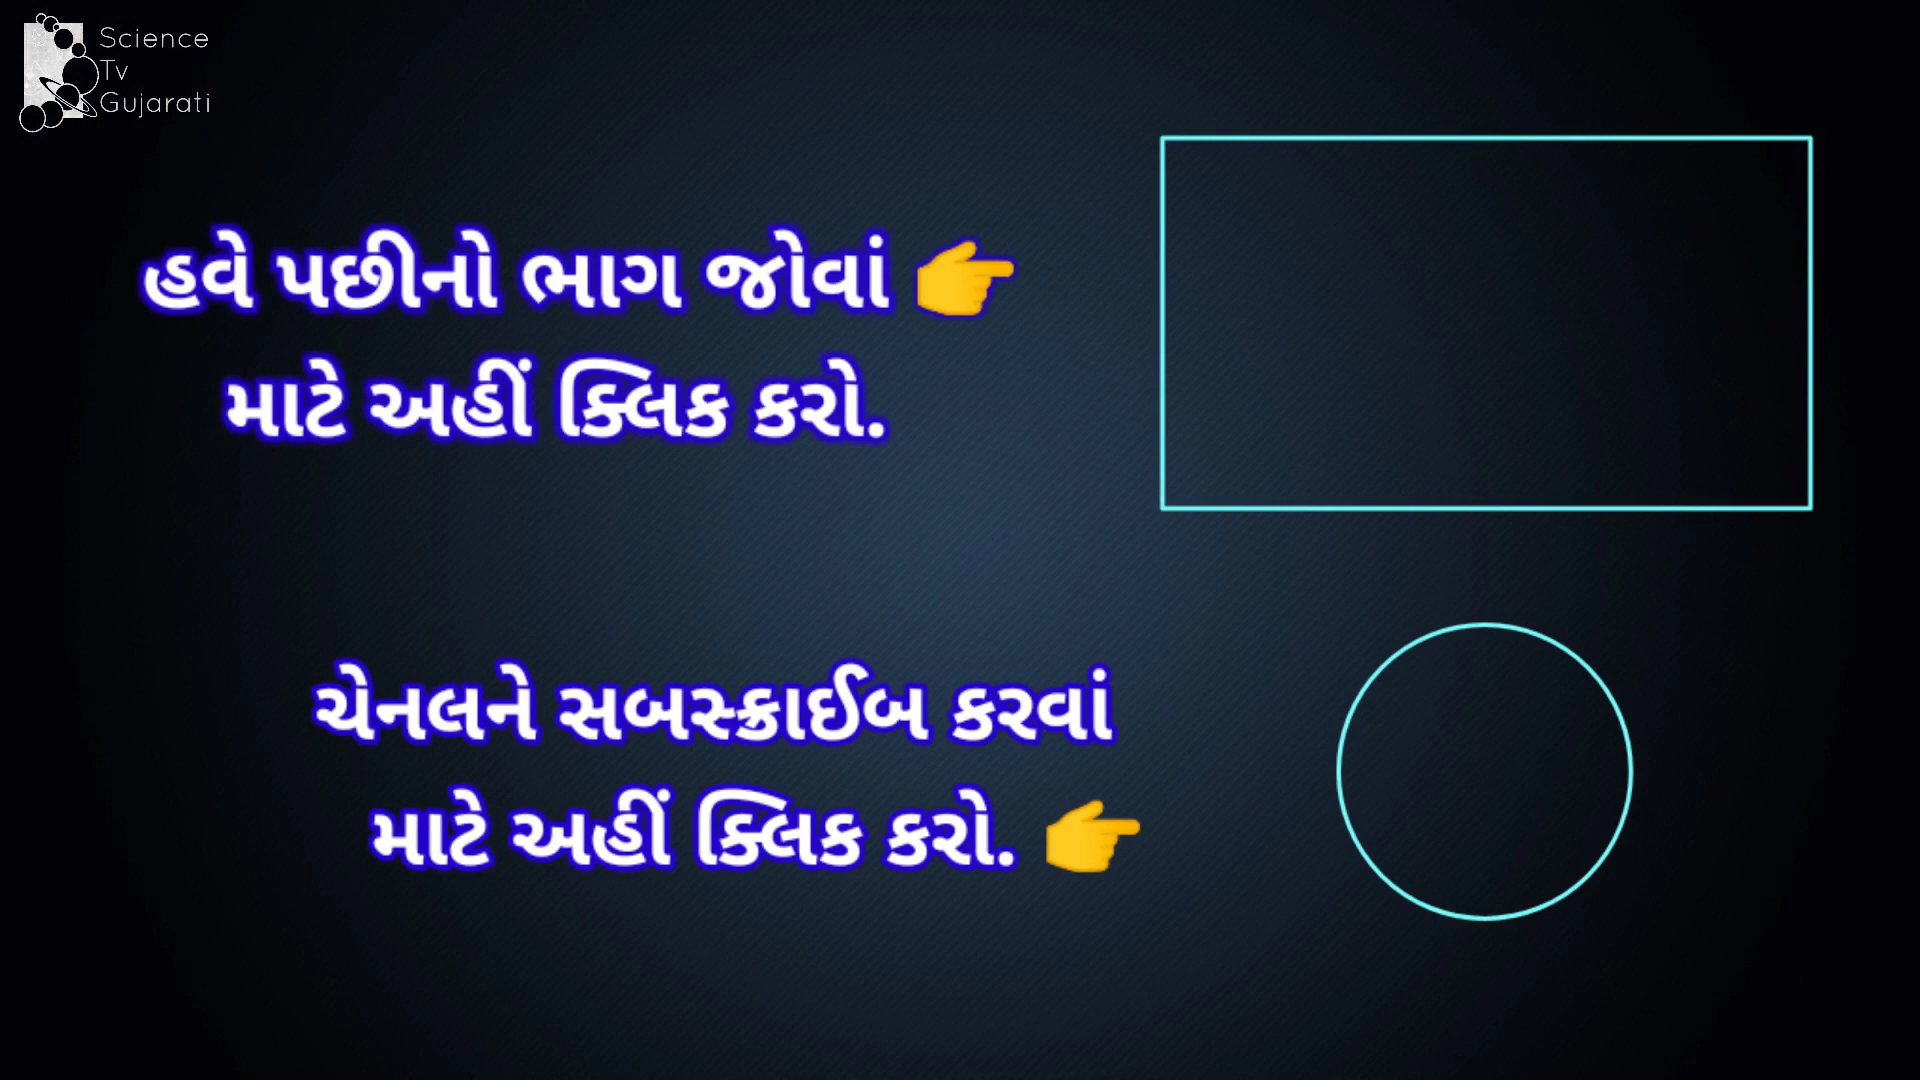 Science
Tv
Gujarati
હવે પછીનો ભાગ જોવાં 👉
માટે અહીં ક્લિક કરો.
ચેનલને સબસ્ક્રાઈબ કરવાં
માટે અહીં ક્લિક કરો. 👉